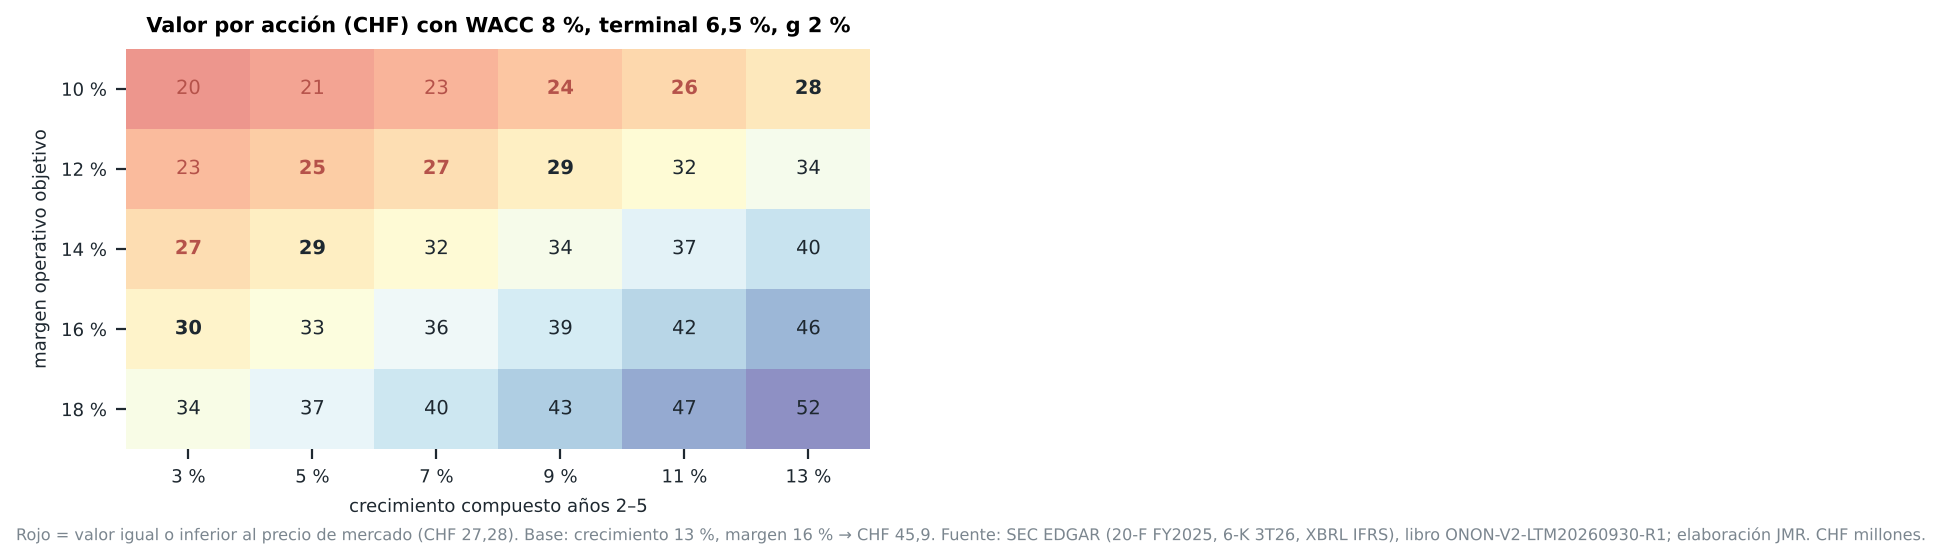 Valor por acción (CHF) con WACC 8 %, terminal 6,5 %, g 2 %
margen operativo objetivo
10 % 20 21 23 24 26 28
12 % 23 25 27 29 32 34
14 % 27 29 32 34 37 40
16 % 30 33 36 39 42 46
18 % 34 37 40 43 47 52
3 % 5 % 7 % 9 % 11 % 13 %
crecimiento compuesto años 2–5
Rojo = valor igual o inferior al precio de mercado (CHF 27,28). Base: crecimiento 13 %, margen 16 % → CHF 45,9. Fuente: SEC EDGAR (20-F FY2025, 6-K 3T26, XBRL IFRS), libro ONON-V2-LTM20260930-R1; elaboración JMR. CHF millones.